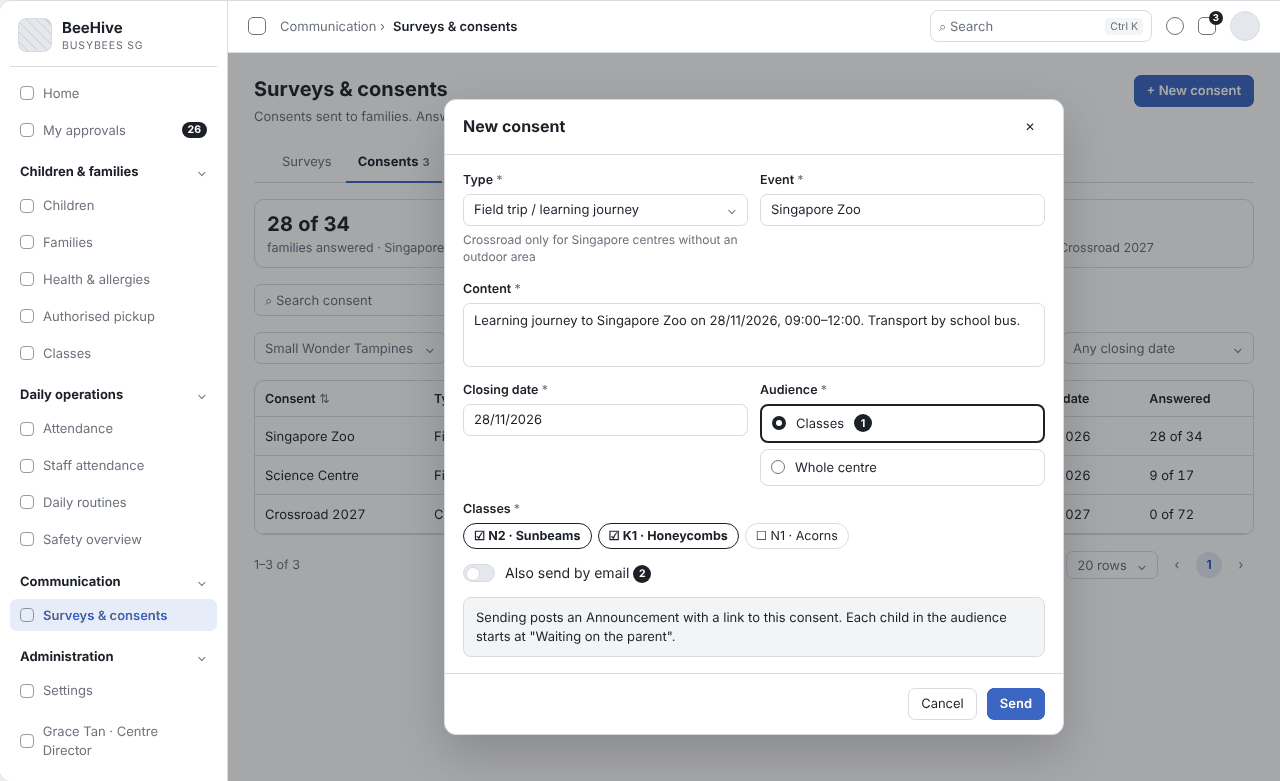 BeeHive
BUSYBEES SG
Home
My approvals 26
Children & families
Children
Families
Health & allergies
Authorised pickup
Classes
Daily operations
Attendance
Staff attendance
Daily routines
Safety overview
Communication
Surveys & consents
Administration
Settings
Grace Tan · Centre
Director
Communication › Surveys & consents
Search Ctrl K
3
Surveys & consents
+ New consent
Consents sent to families.
Surveys Consents 3
28 of 34
families answered · Singapore
Crossroad 2027
Search consent
Small Wonder Tampines
Any closing date
Consent ⇅
Answered
Singapore Zoo
28 of 34
Science Centre
9 of 17
Crossroad 2027
0 of 72
1–3 of 3
20 rows ‹ 1 ›
New consent ×
Type * Event *
Field trip / learning journey Singapore Zoo
Crossroad only for Singapore centres without an
outdoor area
Content *
Learning journey to Singapore Zoo on 28/11/2026, 09:00–12:00. Transport by school bus.
Closing date * Audience *
28/11/2026 Classes 1
Whole centre
Classes *
☑ N2 · Sunbeams ☑ K1 · Honeycombs ☐ N1 · Acorns
Also send by email 2
Sending posts an Announcement with a link to this consent. Each child in the audience
starts at "Waiting on the parent".
Cancel Send